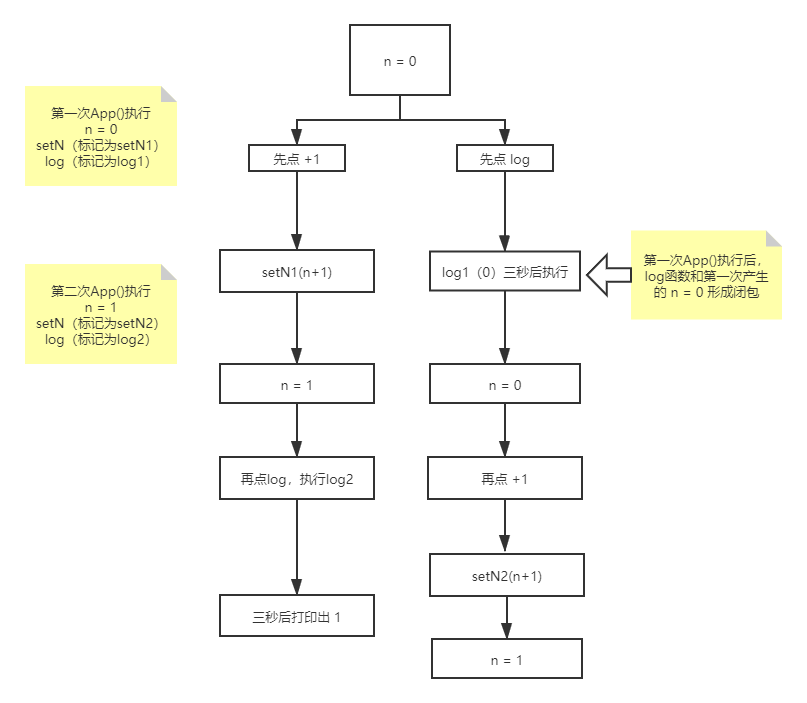 n = 0
第一次App()执行
n = 0
setN（标记为setN1）
log（标记为log1）
先点 +1
先点 log
setN1(n+1)
log1（0）三秒后执行
第一次App()执行后，
log函数和第一次产生
的 n = 0 形成闭包
第二次App()执行
n = 1
setN（标记为setN2）
log（标记为log2）
n = 1
n = 0
再点log，执行log2
再点 +1
setN2(n+1)
三秒后打印出 1
n = 1